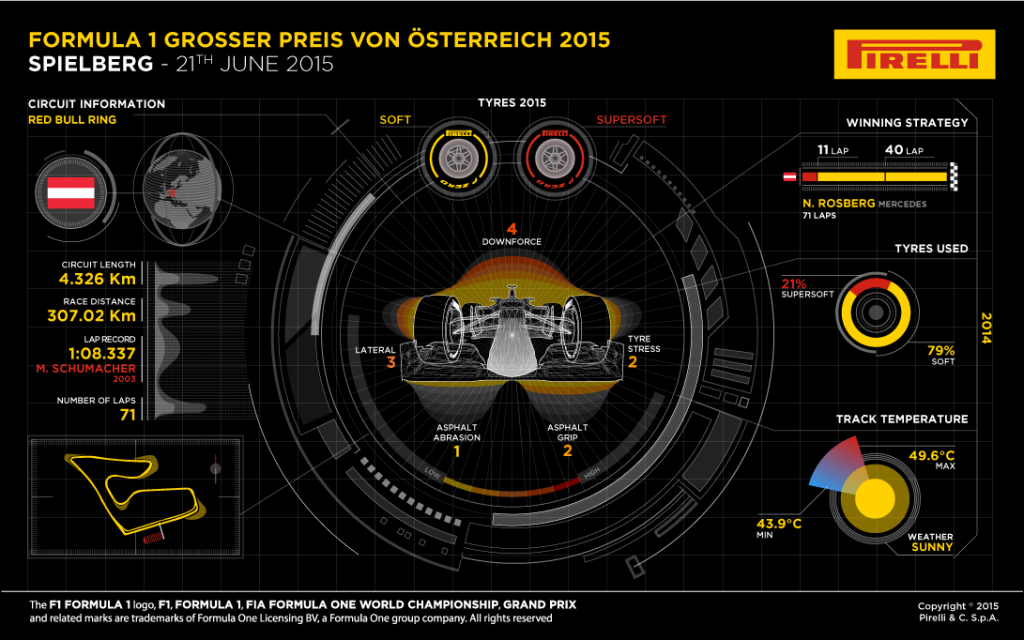 FORMULA 1 GROSSER PREIS VON ÖSTERREICH 2015
SPIELBERG - 21TH JUNE 2015
PIRELLI
CIRCUIT INFORMATION
RED BULL RING
TYRES 2015
SOFT
SUPERSOFT
PIRELLI
P ZERO
PIRELLI
P ZERO
WINNING STRATEGY
11 LAP
40 LAP
N. ROSBERG MERCEDES
71 LAPS
CIRCUIT LENGTH
4.326 Km
RACE DISTANCE
307.02 Km
LAP RECORD
1:08.337
M. SCHUMACHER
2003
NUMBER OF LAPS
71
4
DOWNFORCE
LATERAL
3
TYRE
STRESS
2
ASPHALT
ABRASION
1
ASPHALT
GRIP
2
LOW
HIGH
TYRES USED
21%
SUPERSOFT
79%
SOFT
2014
TRACK TEMPERATURE
49.6°C
MAX
43.9°C
MIN
WEATHER
SUNNY
The F1 FORMULA 1 logo, F1, FORMULA 1, FIA FORMULA ONE WORLD CHAMPIONSHIP, GRAND PRIX
and related marks are trademarks of Formula One Licensing BV, a Formula One group company. All rights reserved
Copyright © 2015
Pirelli & C. S.p.A.